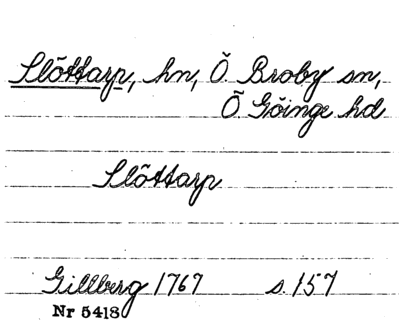 Slöttarp, hn, Ö. Broby sn,
Ö Göinge hd
Slöttarp
Gillberg 1767 s. 157
Nr 5418